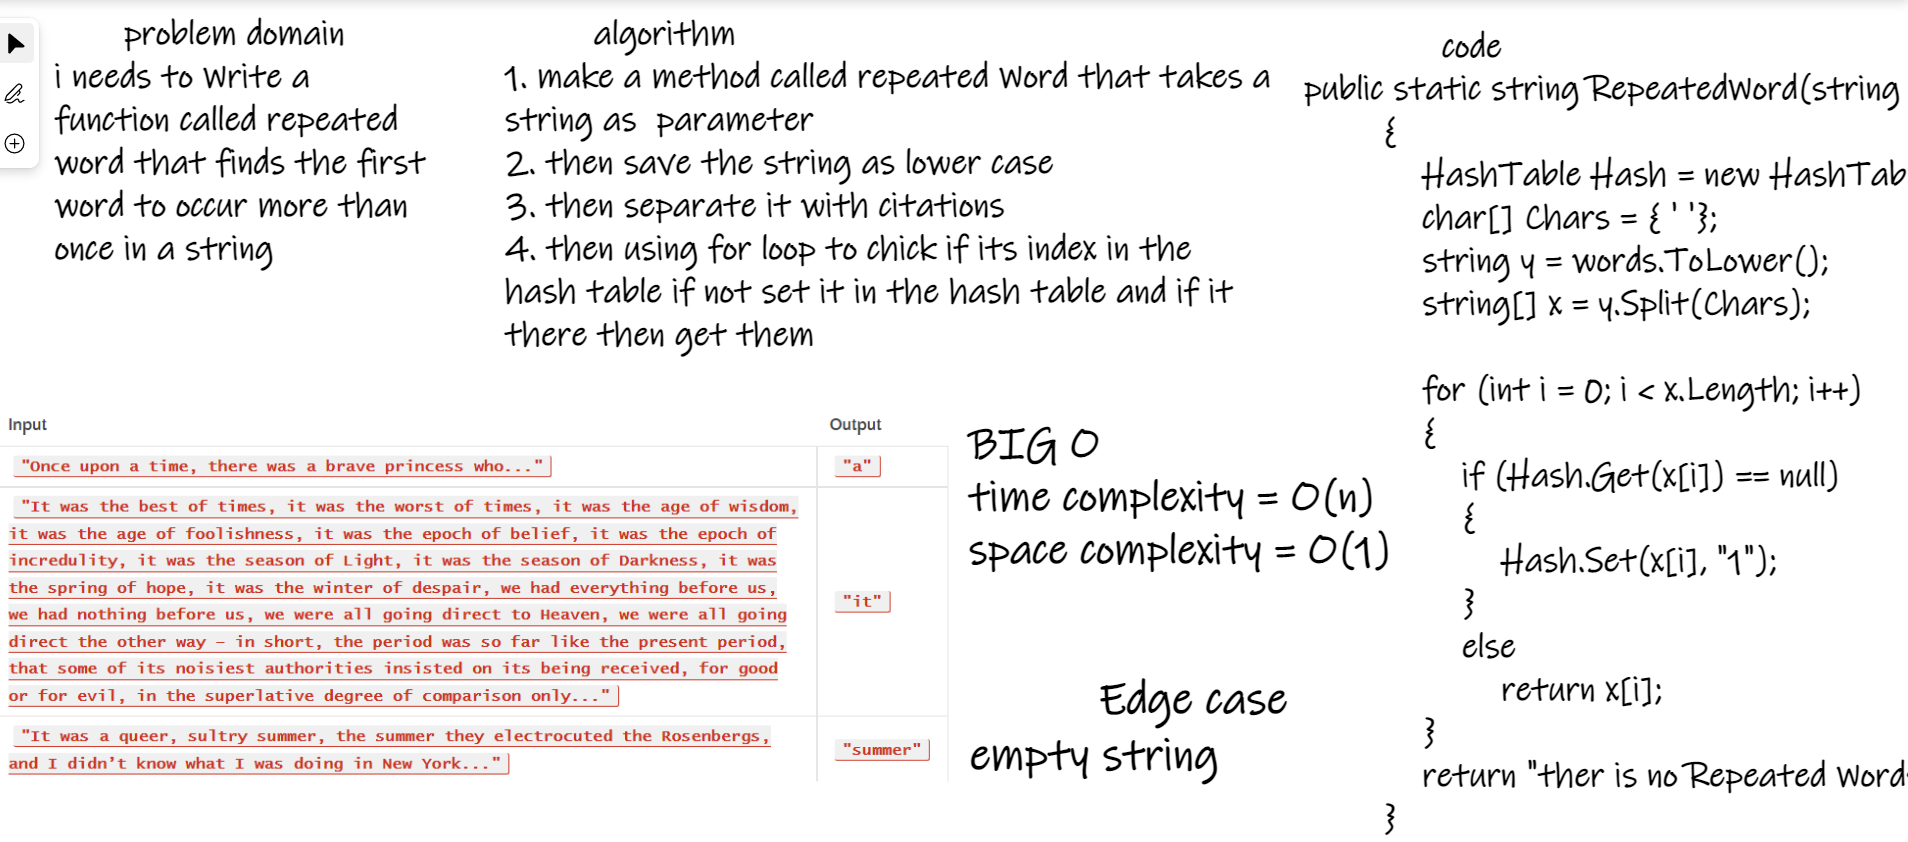 problem domain
i needs to Write a
function called repeated
word that finds the first
word to occur more than
once in a string
algorithm
1. make a method called repeated Word that takes a
string as parameter
2. then save the string as lower case
3. then separate it with citations
4. then using for loop to chick if its index in the
hash table if not set it in the hash table and if it
there then get them
code
public static string RepeatedWord(string
{
HashTable Hash = new HashTab
char[] Chars = { ' '};
string y = words.ToLower();
string[] x = y.Split(Chars);
for (int i = 0; i < x.Length; i++)
{
if (Hash.Get(x[i]) == null)
{
Hash.Set(x[i], "1");
}
else
return x[i];
}
return "ther is no Repeated Word
}
Input Output
"Once upon a time, there was a brave princess who..." "a"
"It was the best of times, it was the worst of times, it was the age of wisdom,
it was the age of foolishness, it was the epoch of belief, it was the epoch of
incredulity, it was the season of Light, it was the season of Darkness, it was
the spring of hope, it was the winter of despair, we had everything before us,
we had nothing before us, we were all going direct to Heaven, we were all going
direct the other way – in short, the period was so far like the present period,
that some of its noisiest authorities insisted on its being received, for good
or for evil, in the superlative degree of comparison only..."
"it"
"It was a queer, sultry summer, the summer they electrocuted the Rosenbergs,
and I didn’t know what I was doing in New York..."
"summer"
BIG O
time complexity = O(n)
space complexity = O(1)
Edge case
empty string